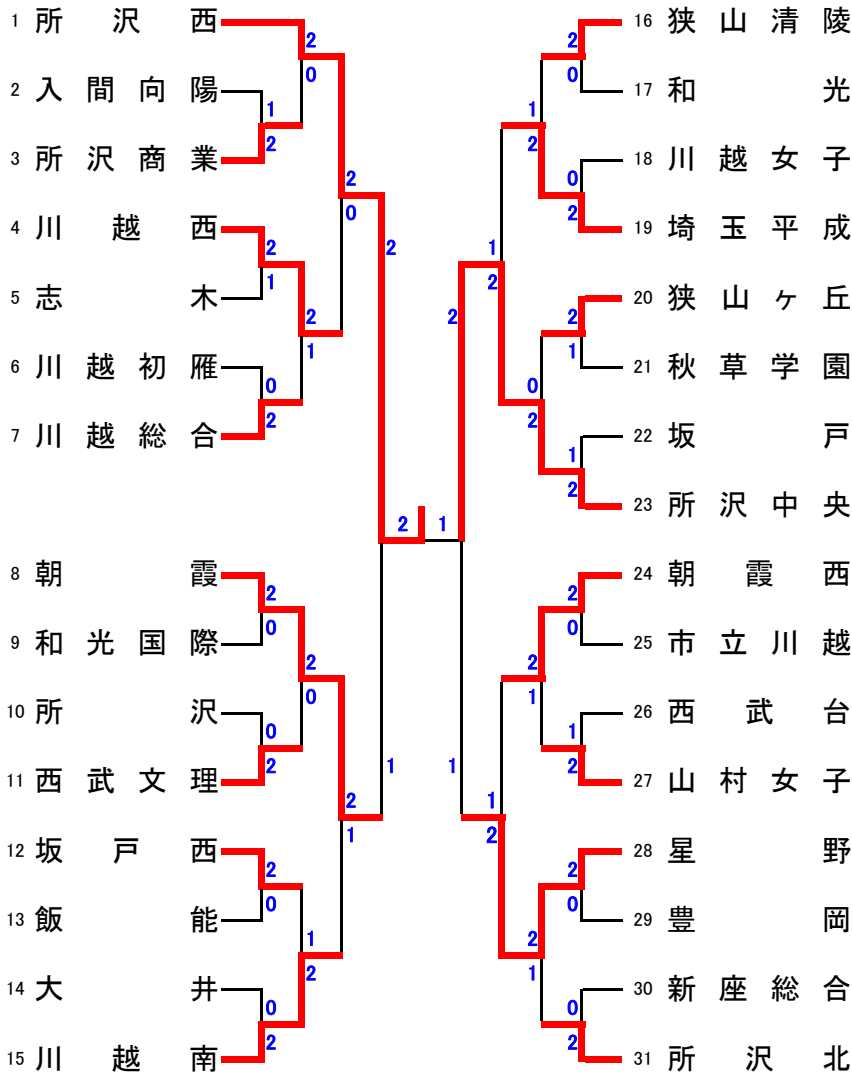 1 所沢西
2 入間向陽
3 所沢商業
4 川越西
5 志木
6 川越初雁
7 川越総合
8 朝霞
9 和光国際
10 所沢
11 西武文理
12 坂戸西
13 飯能
14 大井
15 川越南
2
0
1
2
2
0
2
1
2
1
0
2
2
2
0
2
0
0
2
2
1
2
0
1
2
0
2
1
2
1
16 狭山清陵
17 和光
18 川越女子
19 埼玉平成
20 狭山ヶ丘
21 秋草学園
22 坂戸
23 所沢中央
24 朝霞西
25 市立川越
26 西武台
27 山村女子
28 星野
29 豊岡
30 新座総合
31 所沢北
2
0
1
2
0
2
1
2
2
2
1
0
2
1
2
2
0
2
1
1
2
1
1
2
2
0
2
1
0
2